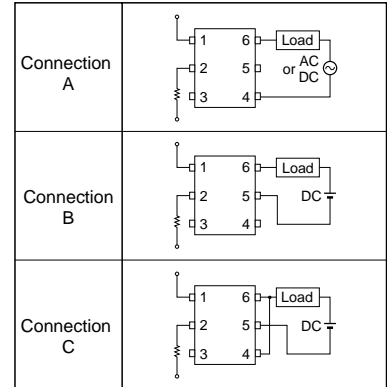 Connection
A
1 6 Load
2 5 or AC
DC
3 4
Connection
B
1 6 Load
2 5 DC
3 4
Connection
C
1 6 Load
2 5 DC
3 4